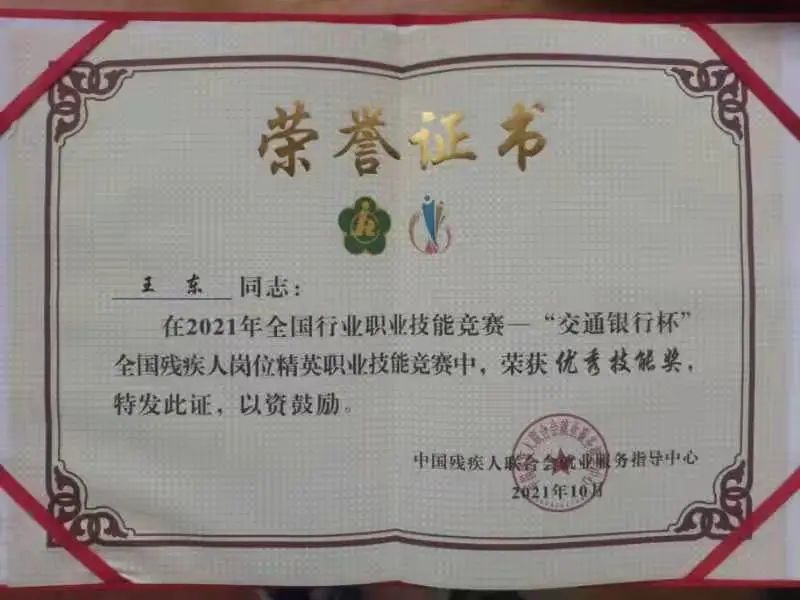 荣誉证书
王东 同志：
在2021年全国行业职业技能竞赛—“交通银行杯”
全国残疾人岗位精英职业技能竞赛中，荣获优秀技能奖，
特发此证，以资鼓励。
中国残疾人联合会就业服务指导中心
2021年10月